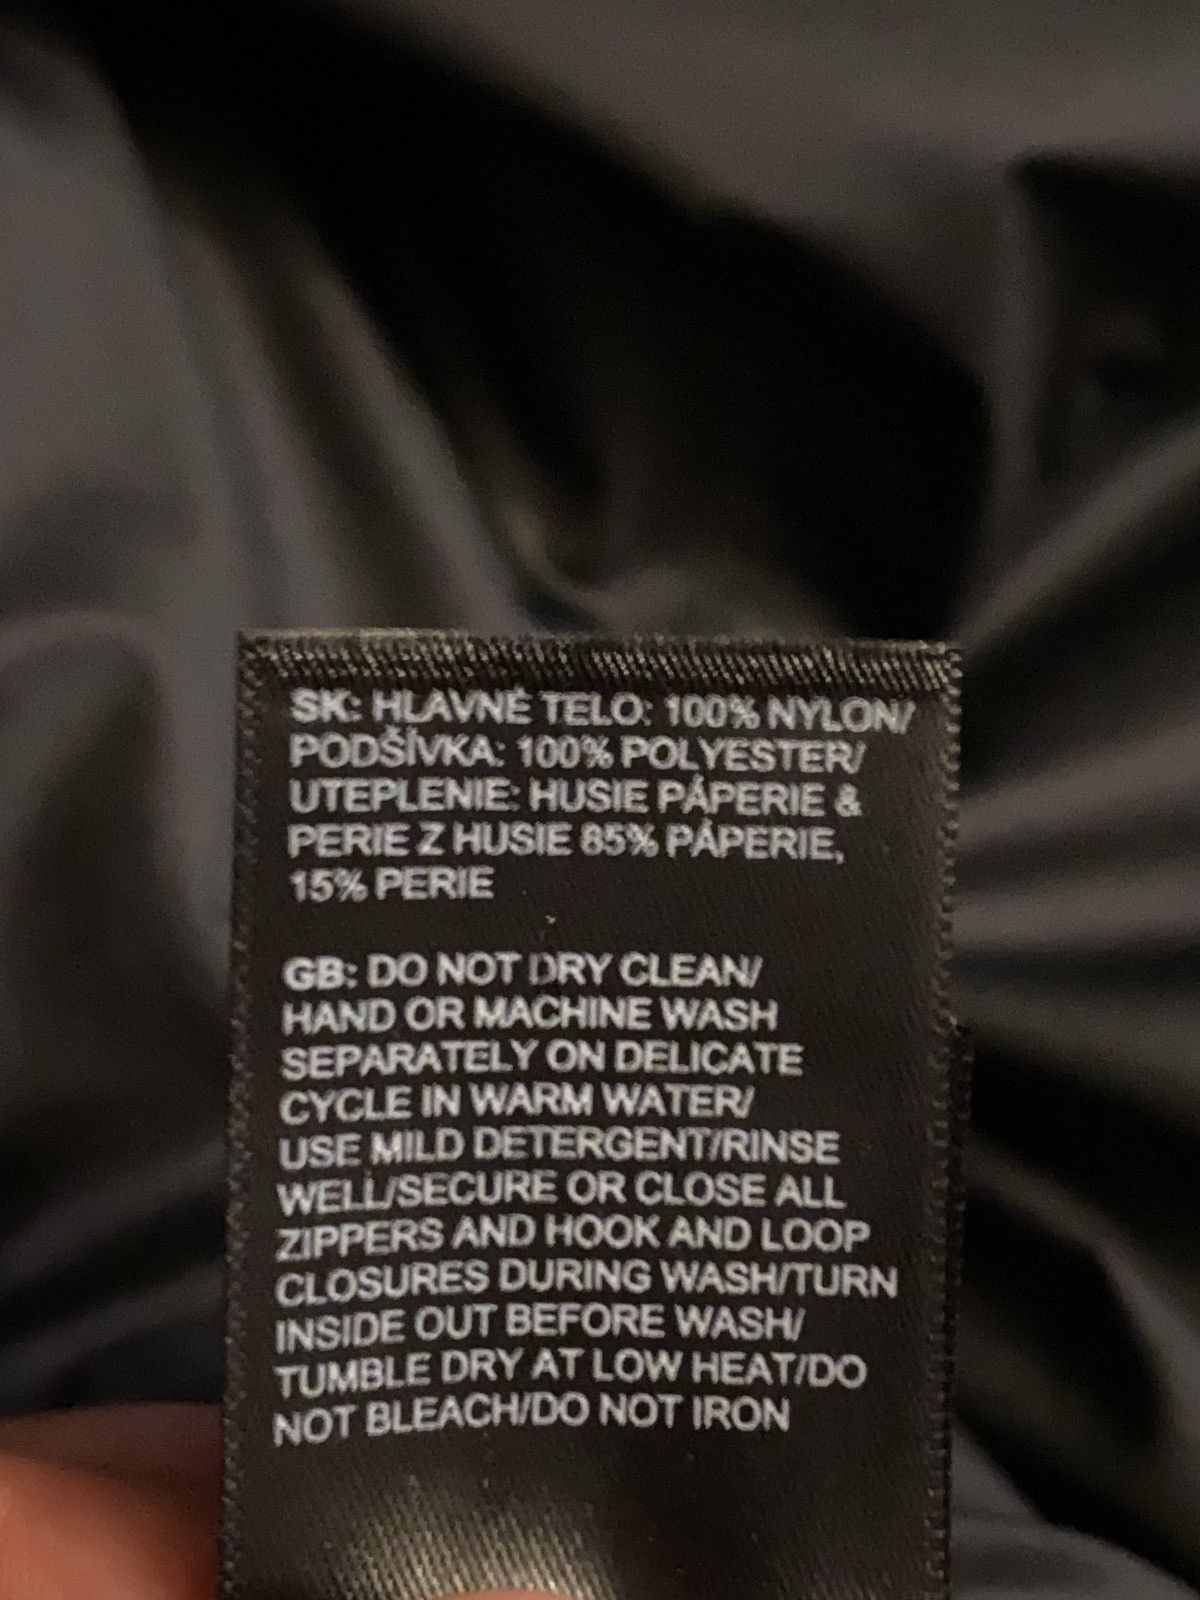 SK: HLAVNÉ TELO: 100% NYLON/
PODŠÍVKA: 100% POLYESTER/
UTEPLENIE: HUSIE PÁPERIE &
PERIE Z HUSIE 85% PÁPERIE,
15% PERIE
GB: DO NOT DRY CLEAN/
HAND OR MACHINE WASH
SEPARATELY ON DELICATE
CYCLE IN WARM WATER/
USE MILD DETERGENT/RINSE
WELL/SECURE OR CLOSE ALL
ZIPPERS AND HOOK AND LOOP
CLOSURES DURING WASH/TURN
INSIDE OUT BEFORE WASH/
TUMBLE DRY AT LOW HEAT/DO
NOT BLEACH/DO NOT IRON